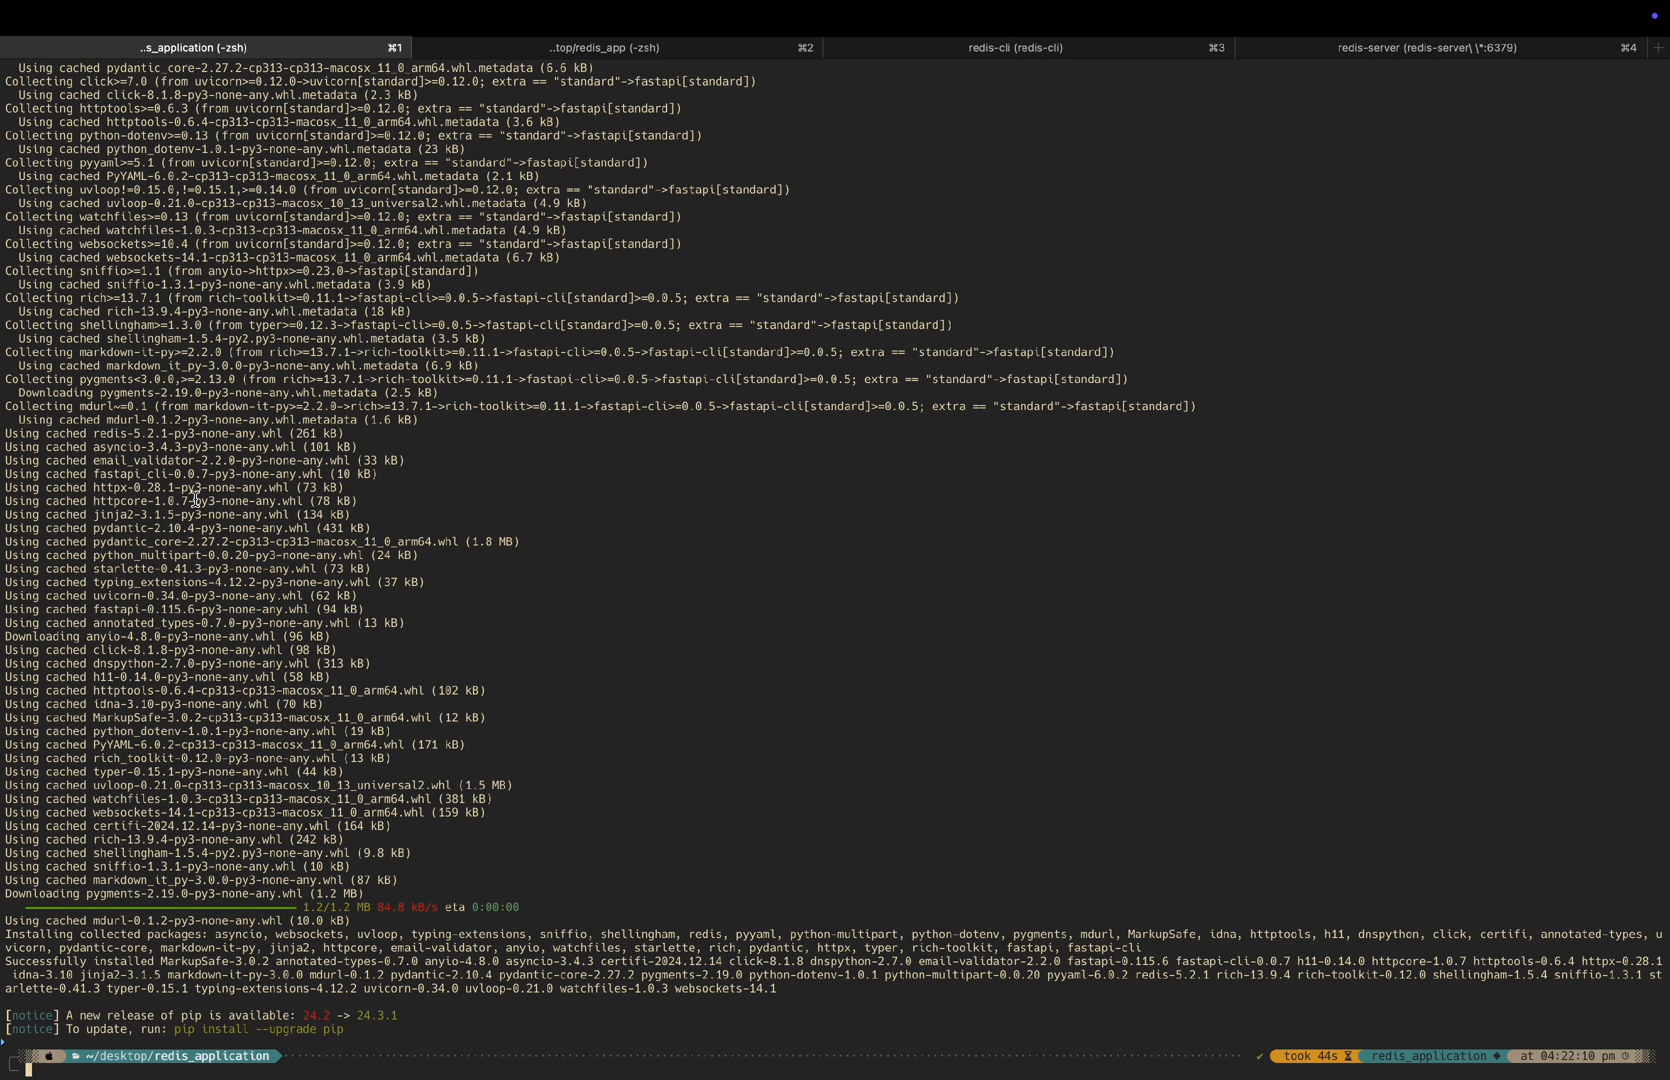 ..s_application (-zsh) ⌘1 ..top/redis_app (-zsh) ⌘2 redis-cli (redis-cli) ⌘3 redis-server (redis-server\ \*:6379) ⌘4
Using cached pydantic_core-2.27.2-cp313-cp313-macosx_11_0_arm64.whl.metadata (6.6 kB)
Collecting click>=7.0 (from uvicorn>=0.12.0->uvicorn[standard]>=0.12.0; extra == "standard"->fastapi[standard])
Using cached click-8.1.8-py3-none-any.whl.metadata (2.3 kB)
Collecting httptools>=0.6.3 (from uvicorn[standard]>=0.12.0; extra == "standard"->fastapi[standard])
Using cached httptools-0.6.4-cp313-cp313-macosx_11_0_arm64.whl.metadata (3.6 kB)
Collecting python-dotenv>=0.13 (from uvicorn[standard]>=0.12.0; extra == "standard"->fastapi[standard])
Using cached python_dotenv-1.0.1-py3-none-any.whl.metadata (23 kB)
Collecting pyyaml>=5.1 (from uvicorn[standard]>=0.12.0; extra == "standard"->fastapi[standard])
Using cached PyYAML-6.0.2-cp313-cp313-macosx_11_0_arm64.whl.metadata (2.1 kB)
Collecting uvloop!=0.15.0,!=0.15.1,>=0.14.0 (from uvicorn[standard]>=0.12.0; extra == "standard"->fastapi[standard])
Using cached uvloop-0.21.0-cp313-cp313-macosx_10_13_universal2.whl.metadata (4.9 kB)
Collecting watchfiles>=0.13 (from uvicorn[standard]>=0.12.0; extra == "standard"->fastapi[standard])
Using cached watchfiles-1.0.3-cp313-cp313-macosx_11_0_arm64.whl.metadata (4.9 kB)
Collecting websockets>=10.4 (from uvicorn[standard]>=0.12.0; extra == "standard"->fastapi[standard])
Using cached websockets-14.1-cp313-cp313-macosx_11_0_arm64.whl.metadata (6.7 kB)
Collecting sniffio>=1.1 (from anyio->httpx>=0.23.0->fastapi[standard])
Using cached sniffio-1.3.1-py3-none-any.whl.metadata (3.9 kB)
Collecting rich>=13.7.1 (from rich-toolkit>=0.11.1->fastapi-cli>=0.0.5->fastapi-cli[standard]>=0.0.5; extra == "standard"->fastapi[standard])
Using cached rich-13.9.4-py3-none-any.whl.metadata (18 kB)
Collecting shellingham>=1.3.0 (from typer>=0.12.3->fastapi-cli>=0.0.5->fastapi-cli[standard]>=0.0.5; extra == "standard"->fastapi[standard])
Using cached shellingham-1.5.4-py2.py3-none-any.whl.metadata (3.5 kB)
Collecting markdown-it-py>=2.2.0 (from rich>=13.7.1->rich-toolkit>=0.11.1->fastapi-cli>=0.0.5->fastapi-cli[standard]>=0.0.5; extra == "standard"->fastapi[standard])
Using cached markdown_it_py-3.0.0-py3-none-any.whl.metadata (6.9 kB)
Collecting pygments<3.0.0,>=2.13.0 (from rich>=13.7.1->rich-toolkit>=0.11.1->fastapi-cli>=0.0.5->fastapi-cli[standard]>=0.0.5; extra == "standard"->fastapi[standard])
Downloading pygments-2.19.0-py3-none-any.whl.metadata (2.5 kB)
Collecting mdurl~=0.1 (from markdown-it-py>=2.2.0->rich>=13.7.1->rich-toolkit>=0.11.1->fastapi-cli>=0.0.5->fastapi-cli[standard]>=0.0.5; extra == "standard"->fastapi[standard])
Using cached mdurl-0.1.2-py3-none-any.whl.metadata (1.6 kB)
Using cached redis-5.2.1-py3-none-any.whl (261 kB)
Using cached asyncio-3.4.3-py3-none-any.whl (101 kB)
Using cached email_validator-2.2.0-py3-none-any.whl (33 kB)
Using cached fastapi_cli-0.0.7-py3-none-any.whl (10 kB)
Using cached httpx-0.28.1-py3-none-any.whl (73 kB)
Using cached httpcore-1.0.7-py3-none-any.whl (78 kB)
Using cached jinja2-3.1.5-py3-none-any.whl (134 kB)
Using cached pydantic-2.10.4-py3-none-any.whl (431 kB)
Using cached pydantic_core-2.27.2-cp313-cp313-macosx_11_0_arm64.whl (1.8 MB)
Using cached python_multipart-0.0.20-py3-none-any.whl (24 kB)
Using cached starlette-0.41.3-py3-none-any.whl (73 kB)
Using cached typing_extensions-4.12.2-py3-none-any.whl (37 kB)
Using cached uvicorn-0.34.0-py3-none-any.whl (62 kB)
Using cached fastapi-0.115.6-py3-none-any.whl (94 kB)
Using cached annotated_types-0.7.0-py3-none-any.whl (13 kB)
Downloading anyio-4.8.0-py3-none-any.whl (96 kB)
Using cached click-8.1.8-py3-none-any.whl (98 kB)
Using cached dnspython-2.7.0-py3-none-any.whl (313 kB)
Using cached h11-0.14.0-py3-none-any.whl (58 kB)
Using cached httptools-0.6.4-cp313-cp313-macosx_11_0_arm64.whl (102 kB)
Using cached idna-3.10-py3-none-any.whl (70 kB)
Using cached MarkupSafe-3.0.2-cp313-cp313-macosx_11_0_arm64.whl (12 kB)
Using cached python_dotenv-1.0.1-py3-none-any.whl (19 kB)
Using cached PyYAML-6.0.2-cp313-cp313-macosx_11_0_arm64.whl (171 kB)
Using cached rich_toolkit-0.12.0-py3-none-any.whl (13 kB)
Using cached typer-0.15.1-py3-none-any.whl (44 kB)
Using cached uvloop-0.21.0-cp313-cp313-macosx_10_13_universal2.whl (1.5 MB)
Using cached watchfiles-1.0.3-cp313-cp313-macosx_11_0_arm64.whl (381 kB)
Using cached websockets-14.1-cp313-cp313-macosx_11_0_arm64.whl (159 kB)
Using cached certifi-2024.12.14-py3-none-any.whl (164 kB)
Using cached rich-13.9.4-py3-none-any.whl (242 kB)
Using cached shellingham-1.5.4-py2.py3-none-any.whl (9.8 kB)
Using cached sniffio-1.3.1-py3-none-any.whl (10 kB)
Using cached markdown_it_py-3.0.0-py3-none-any.whl (87 kB)
Downloading pygments-2.19.0-py3-none-any.whl (1.2 MB)
1.2/1.2 MB 84.8 kB/s eta 0:00:00
Using cached mdurl-0.1.2-py3-none-any.whl (10.0 kB)
Installing collected packages: asyncio, websockets, uvloop, typing-extensions, sniffio, shellingham, redis, pyyaml, python-multipart, python-dotenv, pygments, mdurl, MarkupSafe, idna, httptools, h11, dnspython, click, certifi, annotated-types, u
vicorn, pydantic-core, markdown-it-py, jinja2, httpcore, email-validator, anyio, watchfiles, starlette, rich, pydantic, httpx, typer, rich-toolkit, fastapi, fastapi-cli
Successfully installed MarkupSafe-3.0.2 annotated-types-0.7.0 anyio-4.8.0 asyncio-3.4.3 certifi-2024.12.14 click-8.1.8 dnspython-2.7.0 email-validator-2.2.0 fastapi-0.115.6 fastapi-cli-0.0.7 h11-0.14.0 httpcore-1.0.7 httptools-0.6.4 httpx-0.28.1
idna-3.10 jinja2-3.1.5 markdown-it-py-3.0.0 mdurl-0.1.2 pydantic-2.10.4 pydantic-core-2.27.2 pygments-2.19.0 python-dotenv-1.0.1 python-multipart-0.0.20 pyyaml-6.0.2 redis-5.2.1 rich-13.9.4 rich-toolkit-0.12.0 shellingham-1.5.4 sniffio-1.3.1 st
arlette-0.41.3 typer-0.15.1 typing-extensions-4.12.2 uvicorn-0.34.0 uvloop-0.21.0 watchfiles-1.0.3 websockets-14.1
[notice] A new release of pip is available: 24.2 -> 24.3.1
[notice] To update, run: pip install --upgrade pip
~/desktop/redis_application took 44s redis_application at 04:22:10 pm